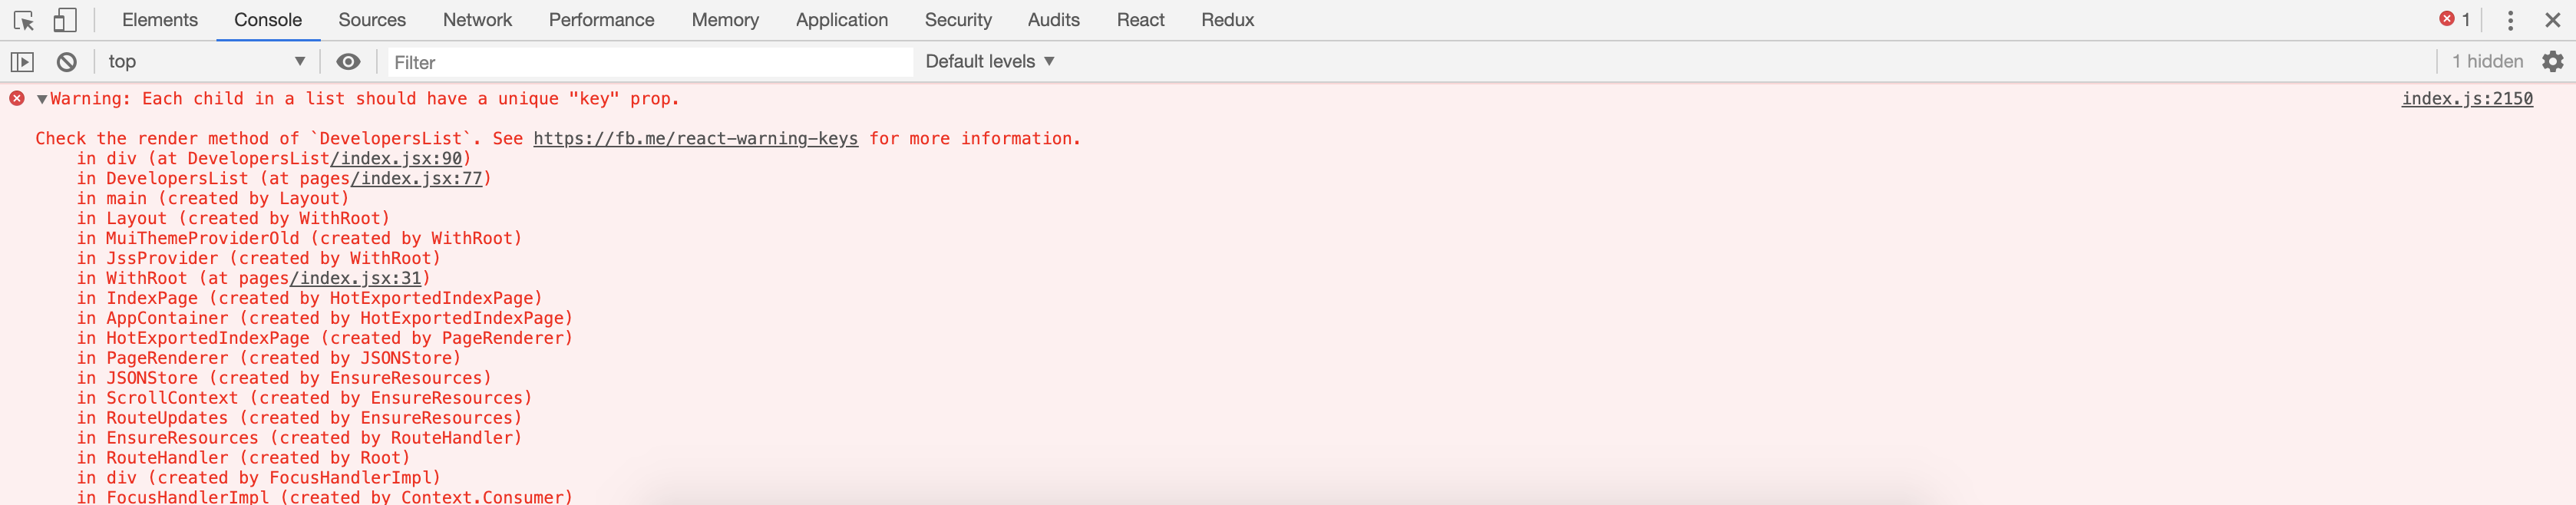 Elements Console Sources Network Performance Memory Application Security Audits React Redux 1
top Filter Default levels 1 hidden
Warning: Each child in a list should have a unique "key" prop. index.js:2150
Check the render method of `DevelopersList`. See https://fb.me/react-warning-keys for more information.
in div (at DevelopersList/index.jsx:90)
in DevelopersList (at pages/index.jsx:77)
in main (created by Layout)
in Layout (created by WithRoot)
in MuiThemeProviderOld (created by WithRoot)
in JssProvider (created by WithRoot)
in WithRoot (at pages/index.jsx:31)
in IndexPage (created by HotExportedIndexPage)
in AppContainer (created by HotExportedIndexPage)
in HotExportedIndexPage (created by PageRenderer)
in PageRenderer (created by JSONStore)
in JSONStore (created by EnsureResources)
in ScrollContext (created by EnsureResources)
in RouteUpdates (created by EnsureResources)
in EnsureResources (created by RouteHandler)
in RouteHandler (created by Root)
in div (created by FocusHandlerImpl)
in FocusHandlerImpl (created by Context.Consumer)